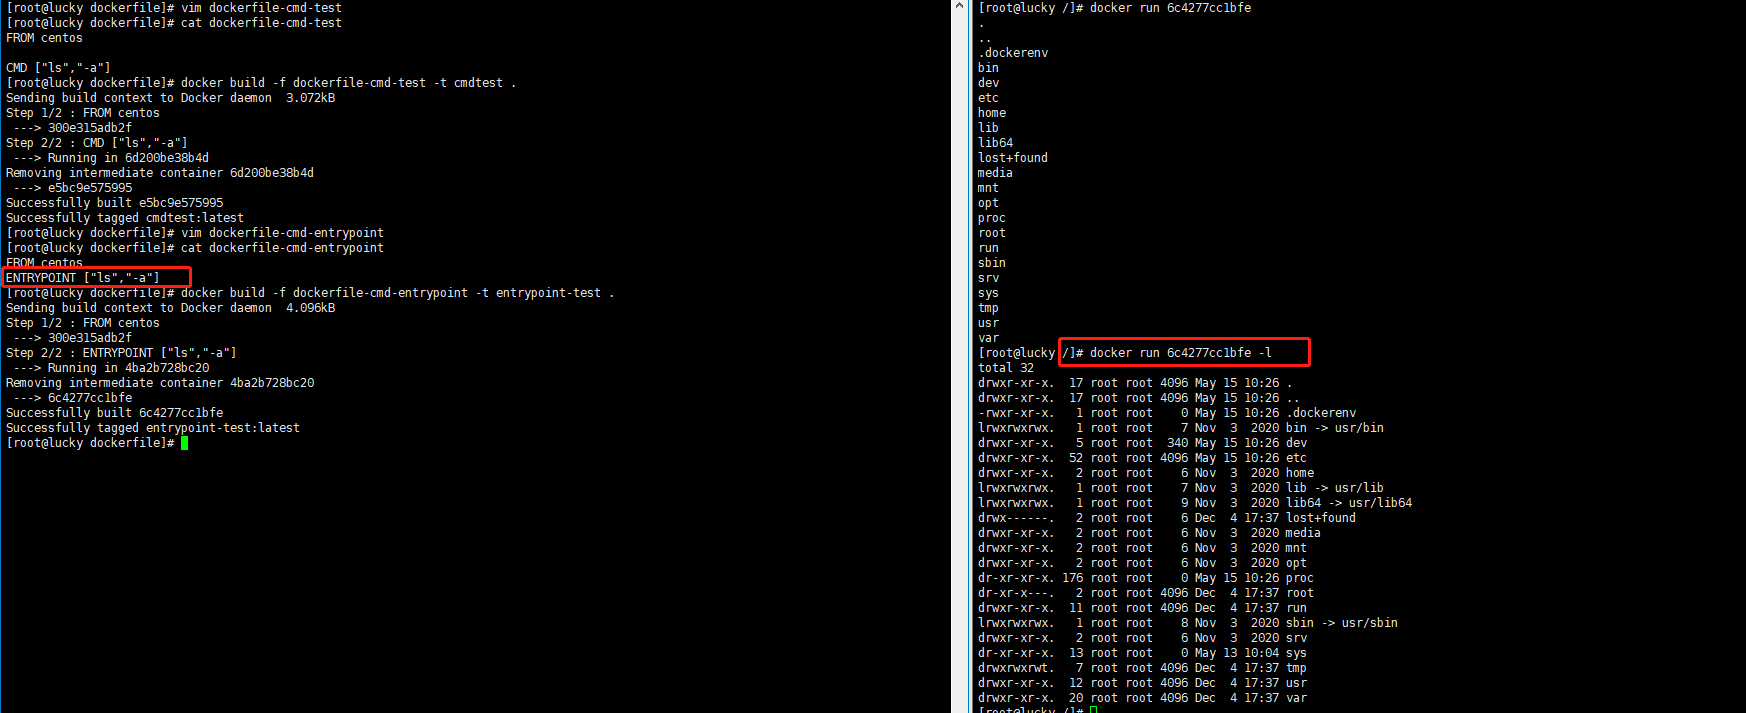 [root@lucky dockerfile]# vim dockerfile-cmd-test
[root@lucky dockerfile]# cat dockerfile-cmd-test
FROM centos
CMD ["ls","-a"]
[root@lucky dockerfile]# docker build -f dockerfile-cmd-test -t cmdtest .
Sending build context to Docker daemon  3.072kB
Step 1/2 : FROM centos
 ---> 300e315adb2f
Step 2/2 : CMD ["ls","-a"]
 ---> Running in 6d200be38b4d
Removing intermediate container 6d200be38b4d
 ---> e5bc9e575995
Successfully built e5bc9e575995
Successfully tagged cmdtest:latest
[root@lucky dockerfile]# vim dockerfile-cmd-entrypoint
[root@lucky dockerfile]# cat dockerfile-cmd-entrypoint
FROM centos
ENTRYPOINT ["ls","-a"]
[root@lucky dockerfile]# docker build -f dockerfile-cmd-entrypoint -t entrypoint-test .
Sending build context to Docker daemon  4.096kB
Step 1/2 : FROM centos
 ---> 300e315adb2f
Step 2/2 : ENTRYPOINT ["ls","-a"]
 ---> Running in 4ba2b728bc20
Removing intermediate container 4ba2b728bc20
 ---> 6c4277cc1bfe
Successfully built 6c4277cc1bfe
Successfully tagged entrypoint-test:latest
[root@lucky dockerfile]#
[root@lucky /]# docker run 6c4277cc1bfe
.
..
.dockerenv
bin
dev
etc
home
lib
lib64
lost+found
media
mnt
opt
proc
root
run
sbin
srv
sys
tmp
usr
var
[root@lucky /]# docker run 6c4277cc1bfe -l
total 32
drwxr-xr-x.  17 root root 4096 May 15 10:26 .
drwxr-xr-x.  17 root root 4096 May 15 10:26 ..
-rwxr-xr-x.   1 root root    0 May 15 10:26 .dockerenv
lrwxrwxrwx.   1 root root    7 Nov  3  2020 bin -> usr/bin
drwxr-xr-x.   5 root root  340 May 15 10:26 dev
drwxr-xr-x.  52 root root 4096 May 15 10:26 etc
drwxr-xr-x.   2 root root    6 Nov  3  2020 home
lrwxrwxrwx.   1 root root    7 Nov  3  2020 lib -> usr/lib
lrwxrwxrwx.   1 root root    9 Nov  3  2020 lib64 -> usr/lib64
drwx------.   2 root root    6 Dec  4 17:37 lost+found
drwxr-xr-x.   2 root root    6 Nov  3  2020 media
drwxr-xr-x.   2 root root    6 Nov  3  2020 mnt
drwxr-xr-x.   2 root root    6 Nov  3  2020 opt
dr-xr-xr-x. 176 root root    0 May 15 10:26 proc
dr-xr-x---.   2 root root 4096 Dec  4 17:37 root
drwxr-xr-x.  11 root root 4096 Dec  4 17:37 run
lrwxrwxrwx.   1 root root    8 Nov  3  2020 sbin -> usr/sbin
drwxr-xr-x.   2 root root    6 Nov  3  2020 srv
dr-xr-xr-x.  13 root root    0 May 13 10:04 sys
drwxrwxrwt.   7 root root 4096 Dec  4 17:37 tmp
drwxr-xr-x.  12 root root 4096 Dec  4 17:37 usr
drwxr-xr-x.  20 root root 4096 Dec  4 17:37 var
[root@lucky /]#